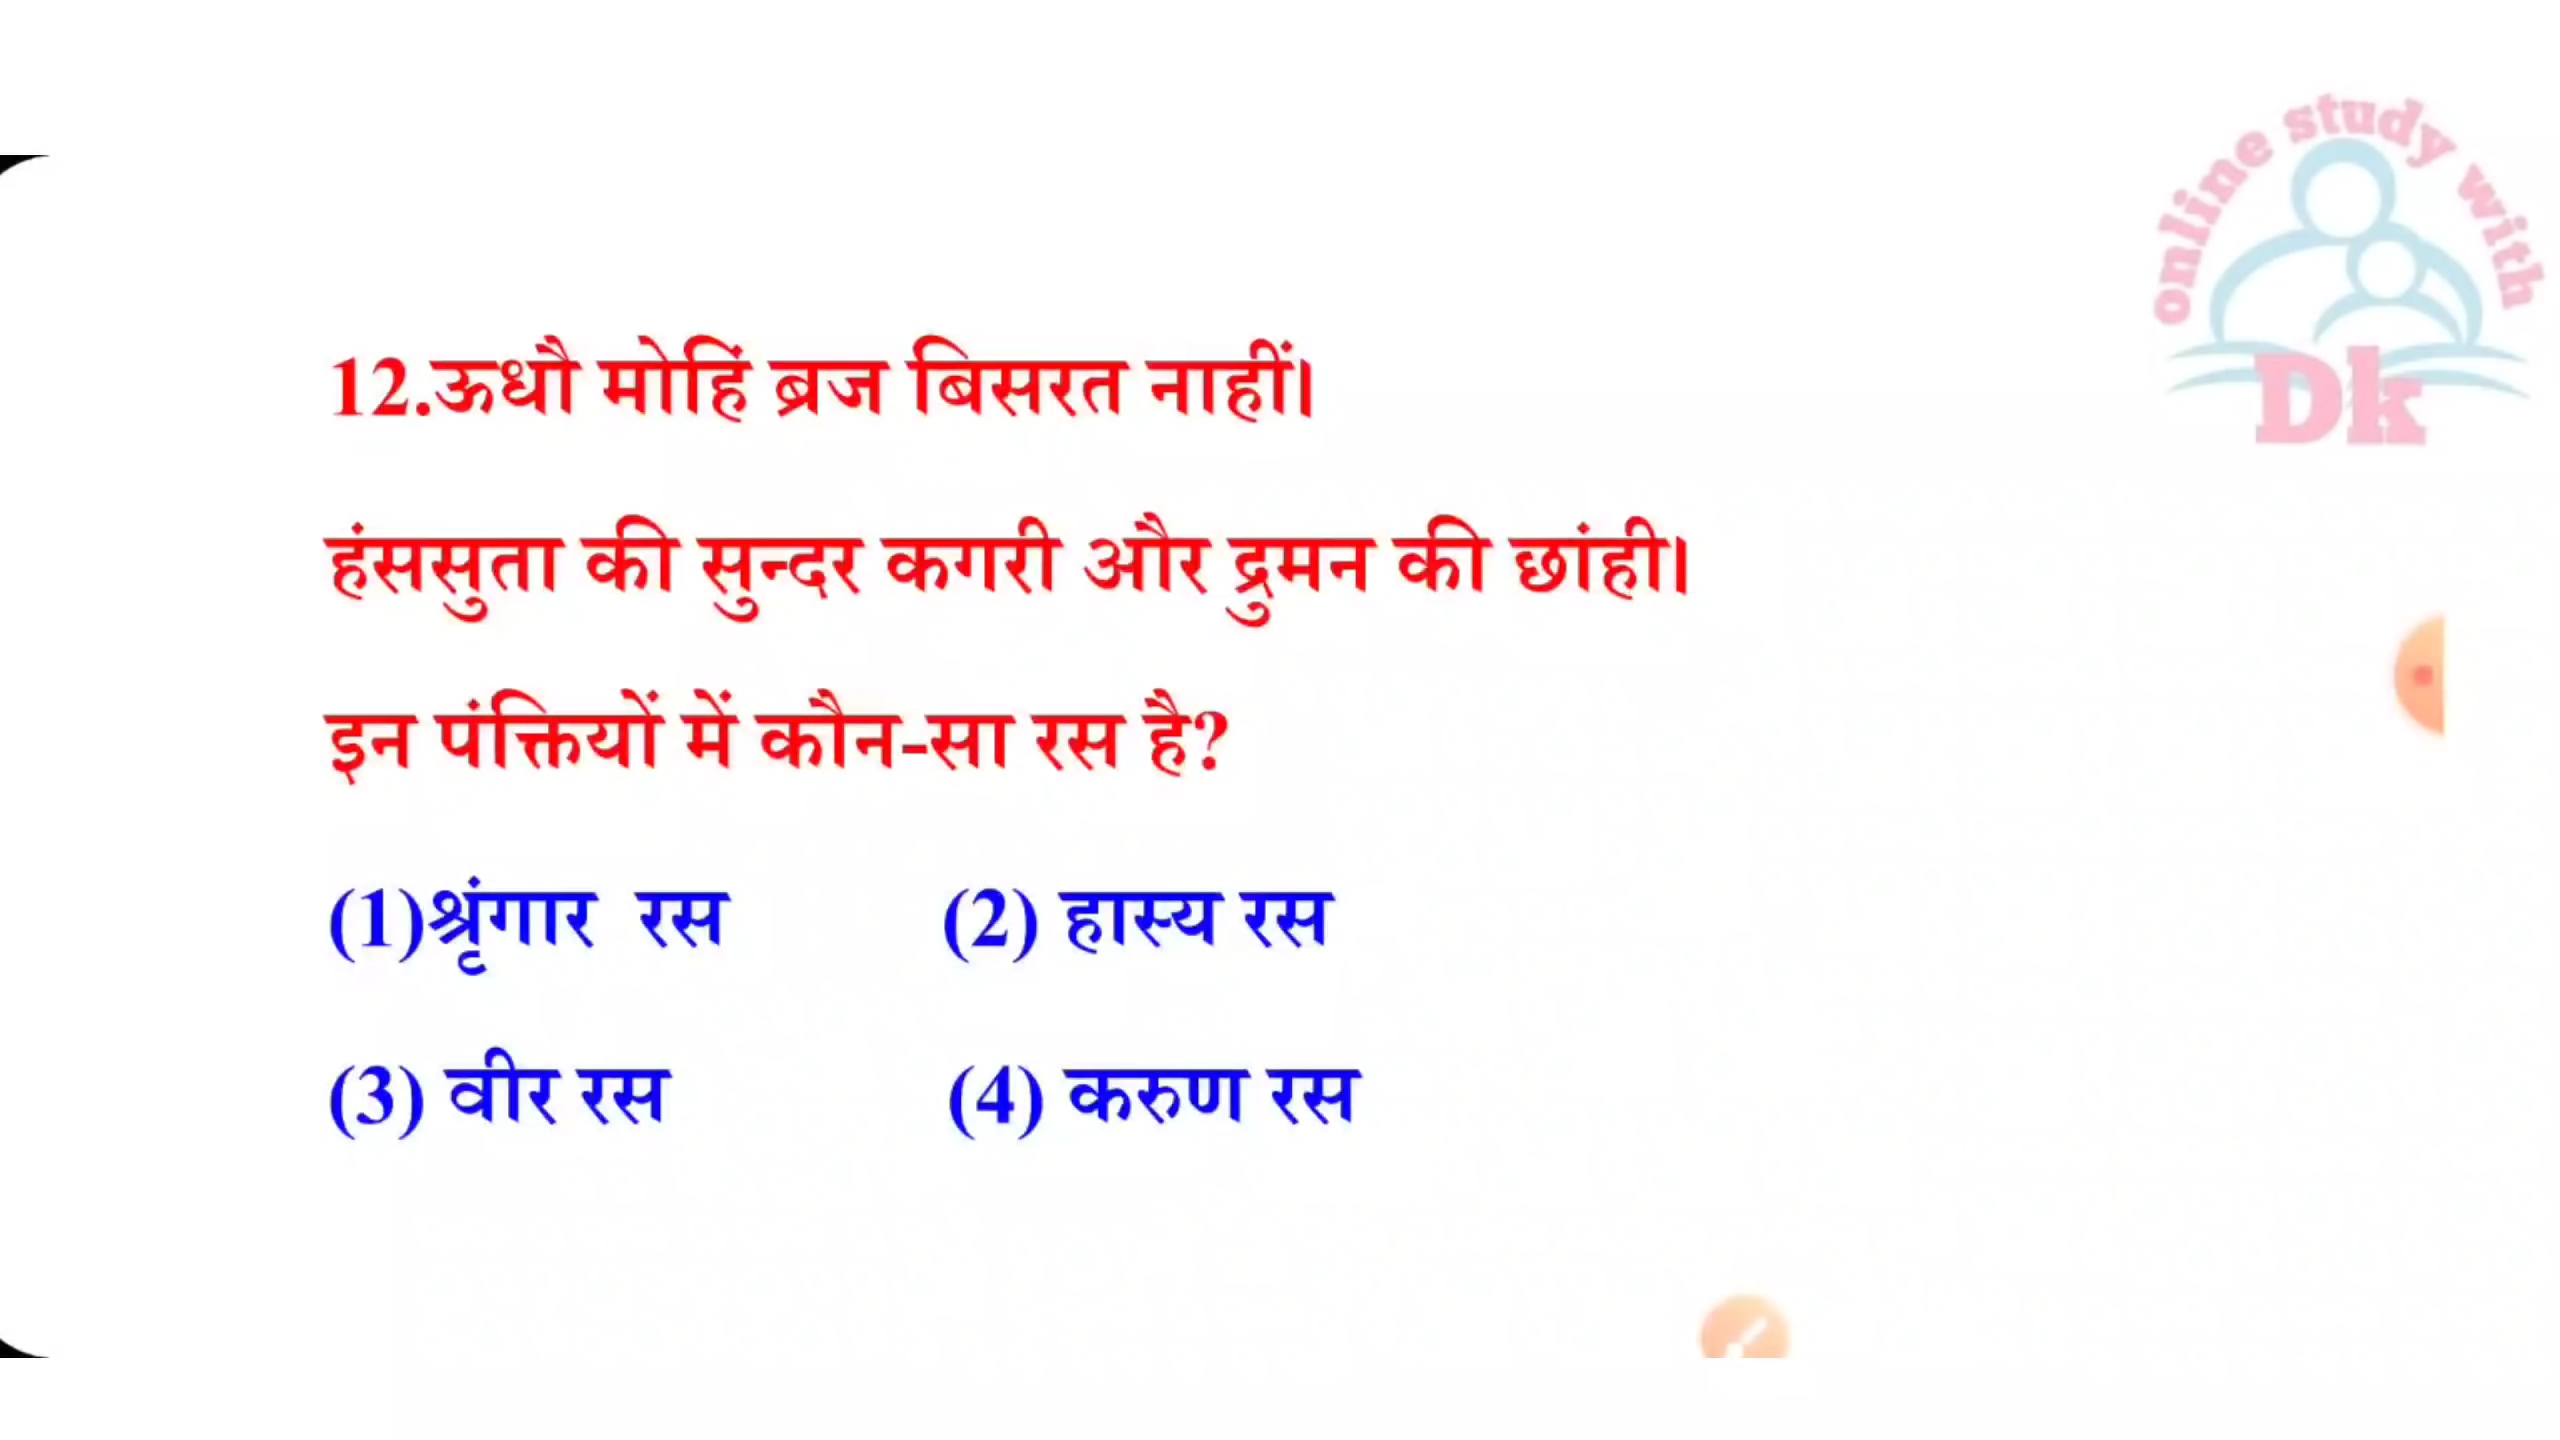 online study with
Dk
12.ऊधौ मोहिं ब्रज बिसरत नाहीं।
हंससुता की सुन्दर कगरी और द्रुमन की छांही।
इन पंक्तियों में कौन-सा रस है?
(1)श्रृंगार रस (2) हास्य रस
(3) वीर रस (4) करुण रस